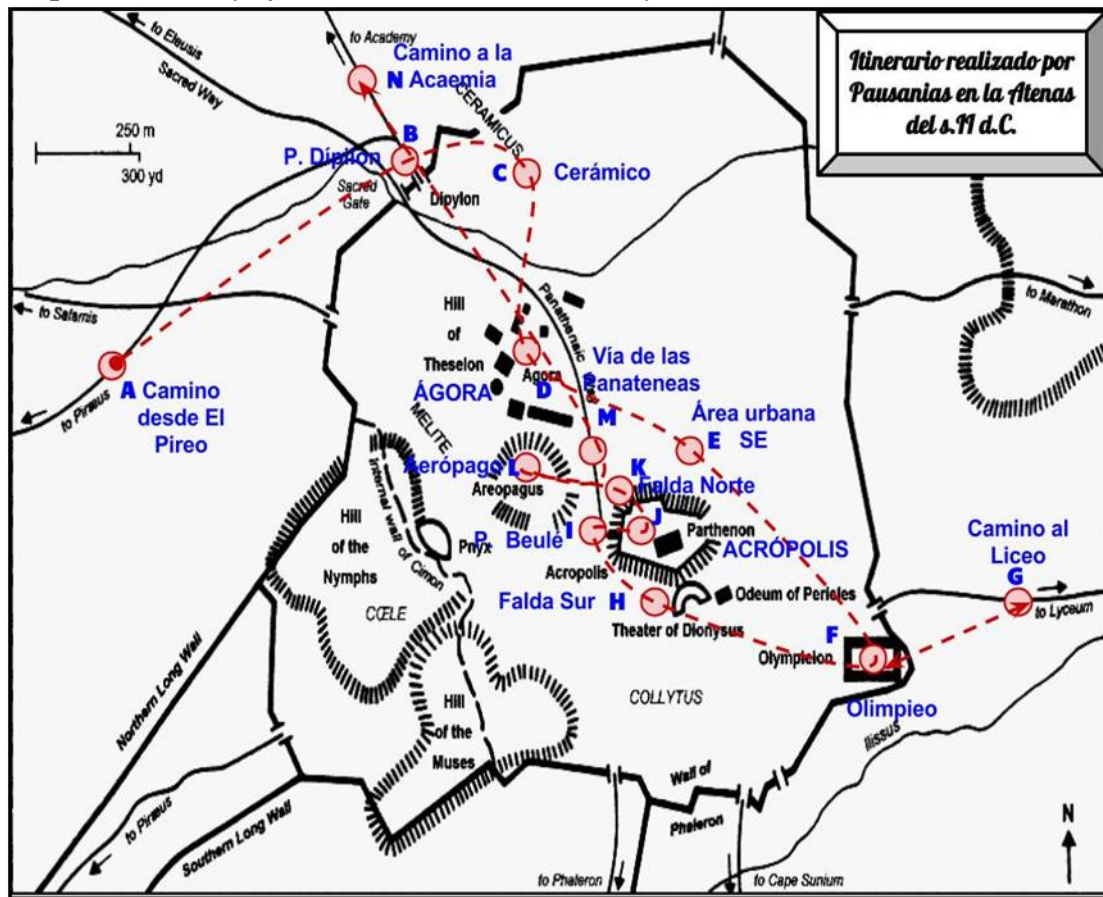 Itinerario realizado por
Pausanias en la Atenas
del s.II d.C.
to Eleusis
Sacred Way
to Academy
Camino a la
N Acaemia
CERAMICUS
250 m
300 yd
B
P. Dípilon
Sacred
Gate
Dipylon
C Cerámico
to Salamis
to Marathon
Panathenaic
Hill
of
Theseion
Agora
ÁGORA
D
Vía de las
Panateneas
M
Área urbana
E SE
A Camino
desde El
Pireo
to Piræus
MELITE
Aerópago L
Areopagus
K
Falda Norte
J
Parthenon
ACRÓPOLIS
P. Beulé I
Acropolis
internal wall of Cimon
Pnyx
Hill
of the
Nymphs
CŒLE
Falda Sur H
Odeum of Pericles
Theater of Dionysus
Camino al
Liceo
G
to Lyceum
F
Olympieion
Olimpieo
COLLYTUS
Ilissus
Hill
of the
Muses
Northern Long Wall
to Piræus
Southern Long Wall
Wall of
Phaleron
to Phaleron
to Cape Sunium
N